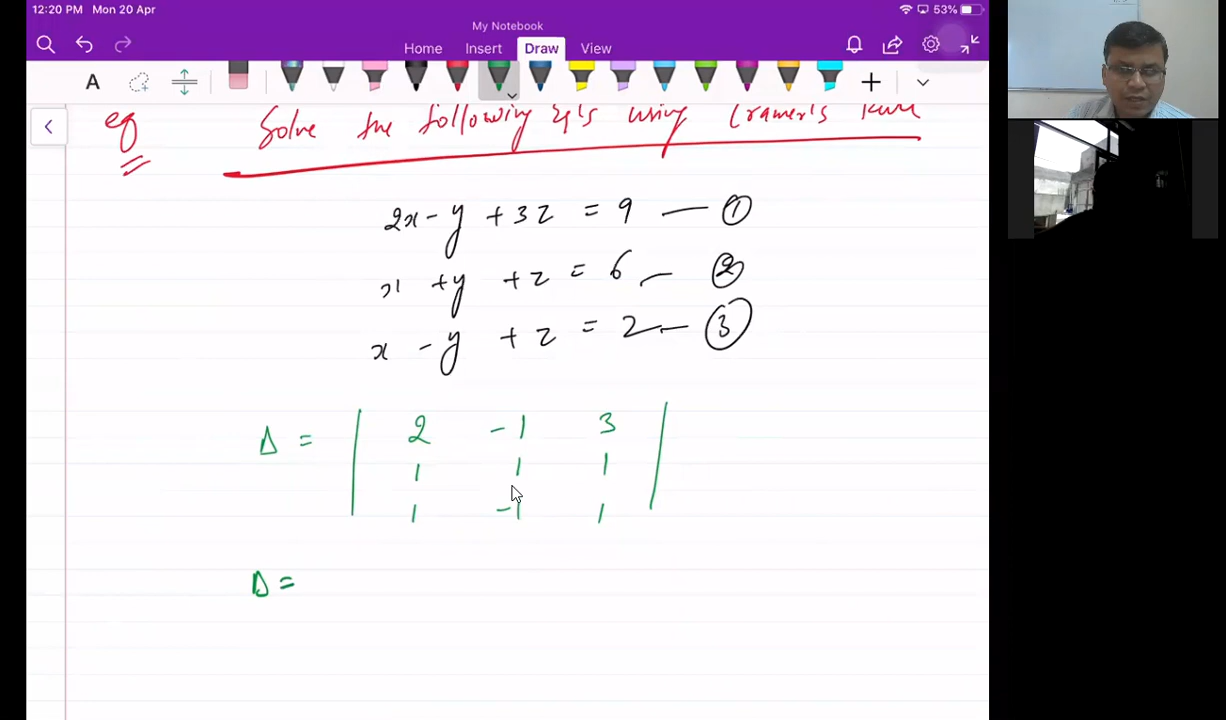 12:20 PM Mon 20 Apr
53%
My Notebook
Home Insert Draw View
A
eg Solve the following eq's using Cramer's Rule
2x - y + 3z = 9 — ①
x + y + z = 6 — ②
x - y + z = 2 — ③
Δ = | 2 -1 3 |
1 1 1
1 -1 1
Δ =